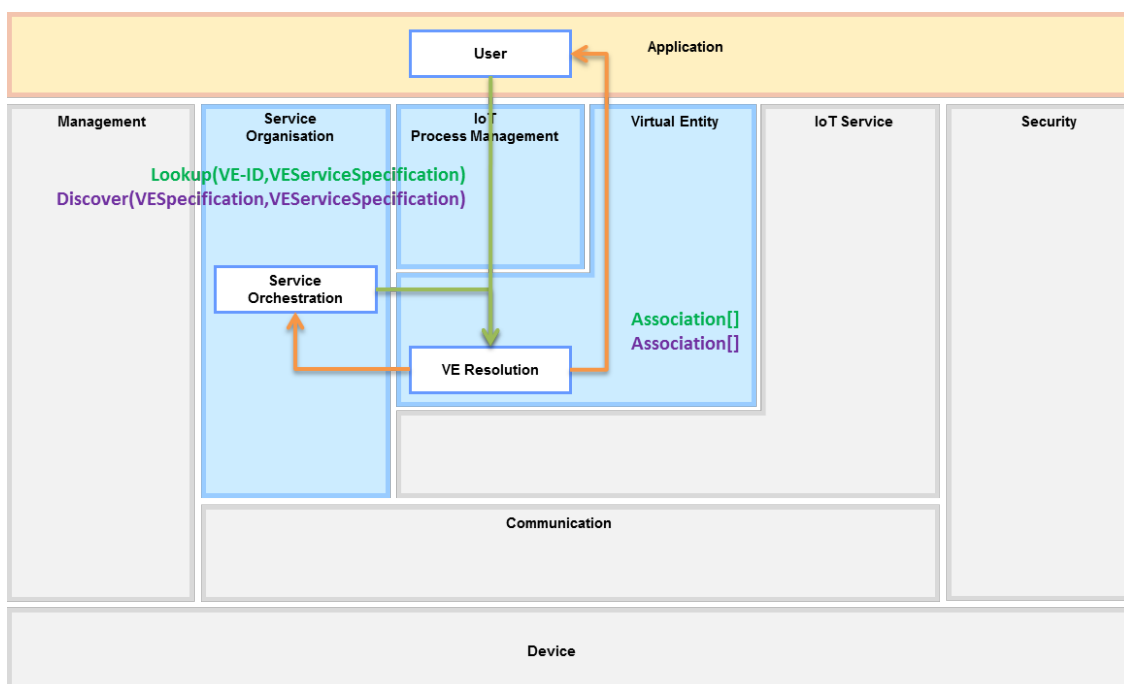 User
Application
Management
Service
Organisation
IoT
Process Management
Virtual Entity
IoT Service
Security
Lookup(VE-ID,VEServiceSpecification)
Discover(VESpecification,VEServiceSpecification)
Service
Orchestration
Association[]
Association[]
VE Resolution
Communication
Device